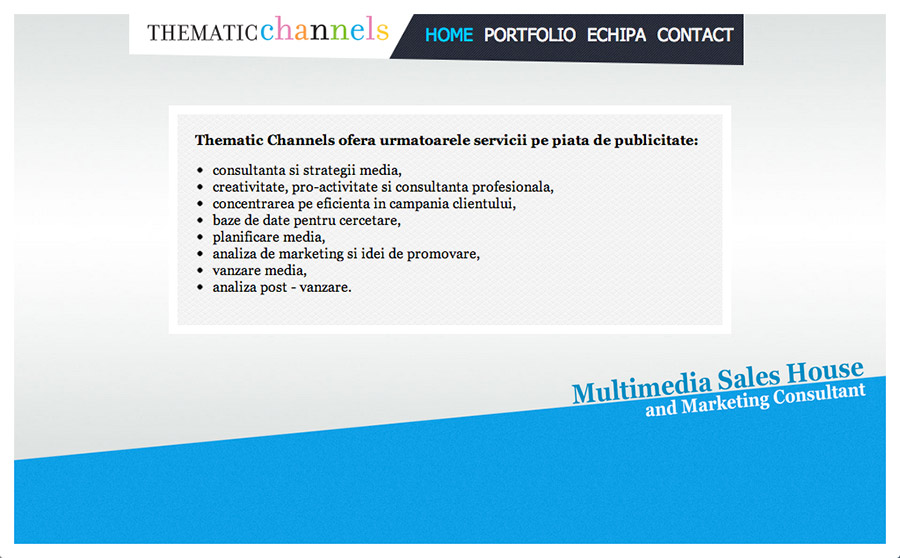 THEMATIC channels
HOME PORTFOLIO ECHIPA CONTACT
Thematic Channels ofera urmatoarele servicii pe piata de publicitate:
• consultanta si strategii media,
• creativitate, pro-activitate si consultanta profesionala,
• concentrarea pe eficienta in campania clientului,
• baze de date pentru cercetare,
• planificare media,
• analiza de marketing si idei de promovare,
• vanzare media,
• analiza post - vanzare.
Multimedia Sales House
and Marketing Consultant